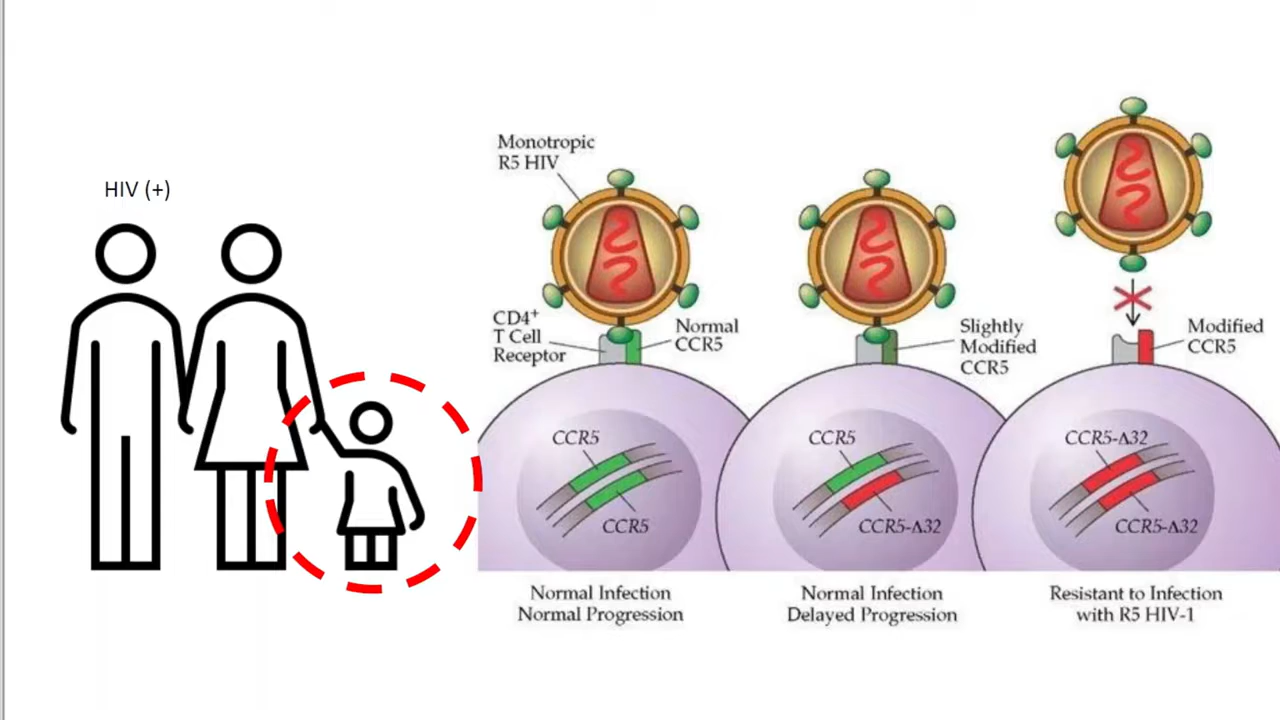 HIV (+)
Monotropic
R5 HIV
CD4⁺
T Cell
Receptor
Normal
CCR5
Slightly
Modified
CCR5
Modified
CCR5
CCR5
CCR5
CCR5
CCR5-Δ32
CCR5-Δ32
CCR5-Δ32
Normal Infection
Normal Progression
Normal Infection
Delayed Progression
Resistant to Infection
with R5 HIV-1